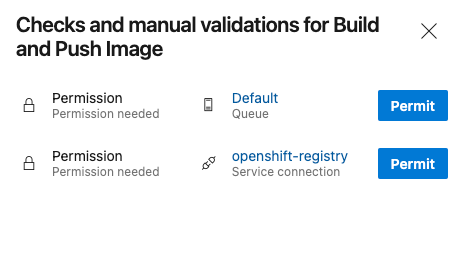 Checks and manual validations for Build
and Push Image
Permission
Permission needed
Default
Queue
Permit
Permission
Permission needed
openshift-registry
Service connection
Permit